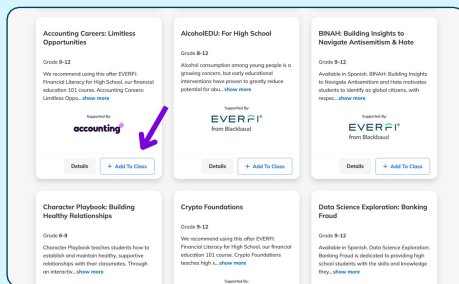 Accounting Careers: Limitless
Opportunities
Grade 9-12
We recommend using this after EVERFI:
Financial Literacy for High School, our financial
education 101 course. Accounting Careers:
Limitless Oppo...show more
Supported By:
accounting+
Details
+ Add To Class
AlcoholEDU: For High School
Grade 8-12
Alcohol consumption among young people is a
growing concern, but early educational
interventions have proven to greatly reduce
potential for abu...show more
Supported By:
EVERFI®
from Blackbaud
Details
+ Add To Class
BINAH: Building Insights to
Navigate Antisemitism & Hate
Grade 9-12
Available in Spanish. BINAH: Building Insights
to Navigate Antisemitism and Hate motivates
students to identify as global citizens, with
respec...show more
Supported By:
EVERFI®
from Blackbaud
Details
+ Add To Class
Character Playbook: Building
Healthy Relationships
Grade 6-9
Character Playbook teaches students how to
establish and maintain healthy, supportive
relationships with their classmates. Through
an interactiv...show more
Crypto Foundations
Grade 9-12
We recommend using this after EVERFI:
Financial Literacy for High School, our financial
education 101 course. Crypto Foundations
teaches high s...show more
Supported By:
Data Science Exploration: Banking
Fraud
Grade 9-12
Available in Spanish. Data Science Exploration:
Banking Fraud is dedicated to providing high
school students with the skills and knowledge
they...show more